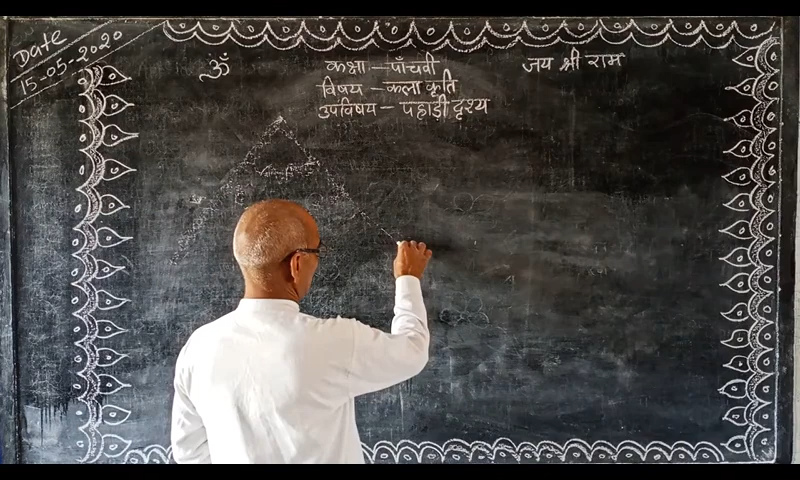 Date
15-05-2020
ॐ
कक्षा – पाँचवी
जय श्री राम
विषय – कला कृति
उपविषय – पहाड़ी दृश्य